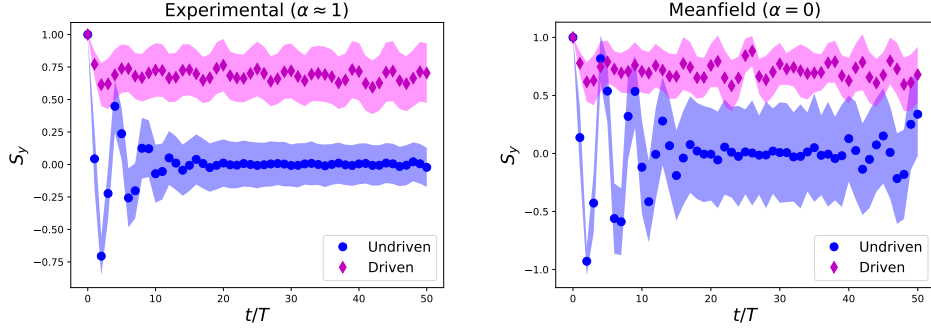 Experimental (α ≈ 1)
1.00
0.75
0.50
0.25
0.00
−0.25
−0.50
−0.75
S_y
0 10 20 30 40 50
t/T
Undriven
Driven
Meanfield (α = 0)
1.0
0.5
0.0
−0.5
−1.0
S_y
0 10 20 30 40 50
t/T
Undriven
Driven